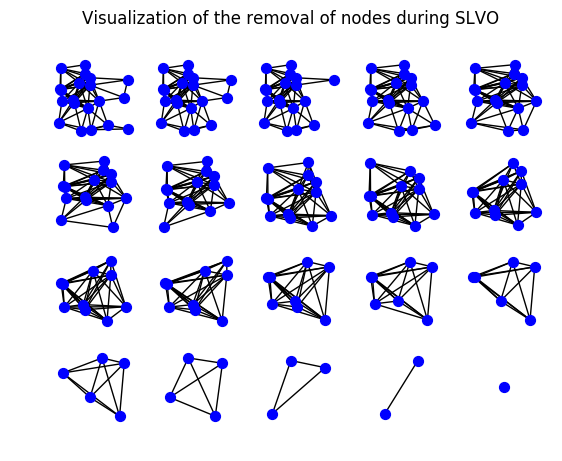 Visualization of the removal of nodes during SLVO